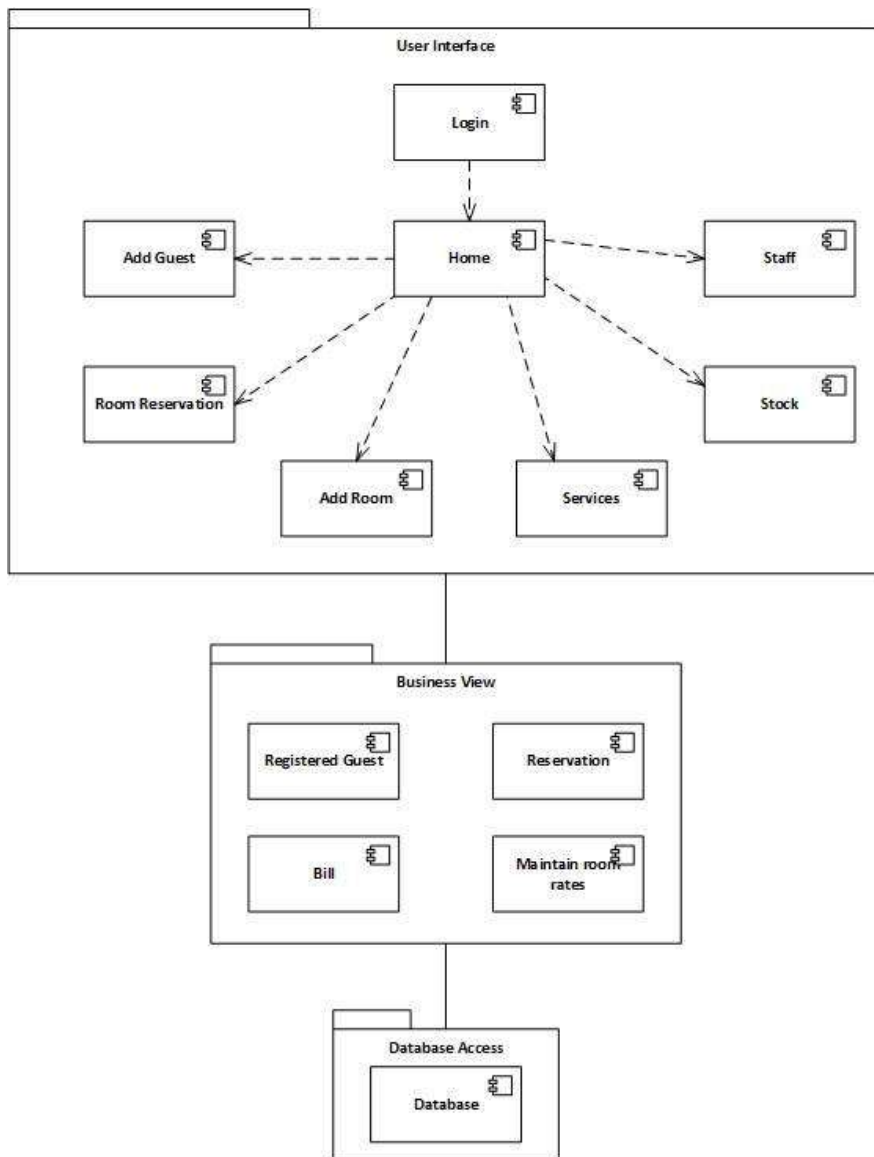 User Interface
Login
Add Guest
Home
Staff
Room Reservation
Stock
Add Room
Services
Business View
Registered Guest
Reservation
Bill
Maintain room
rates
Database Access
Database